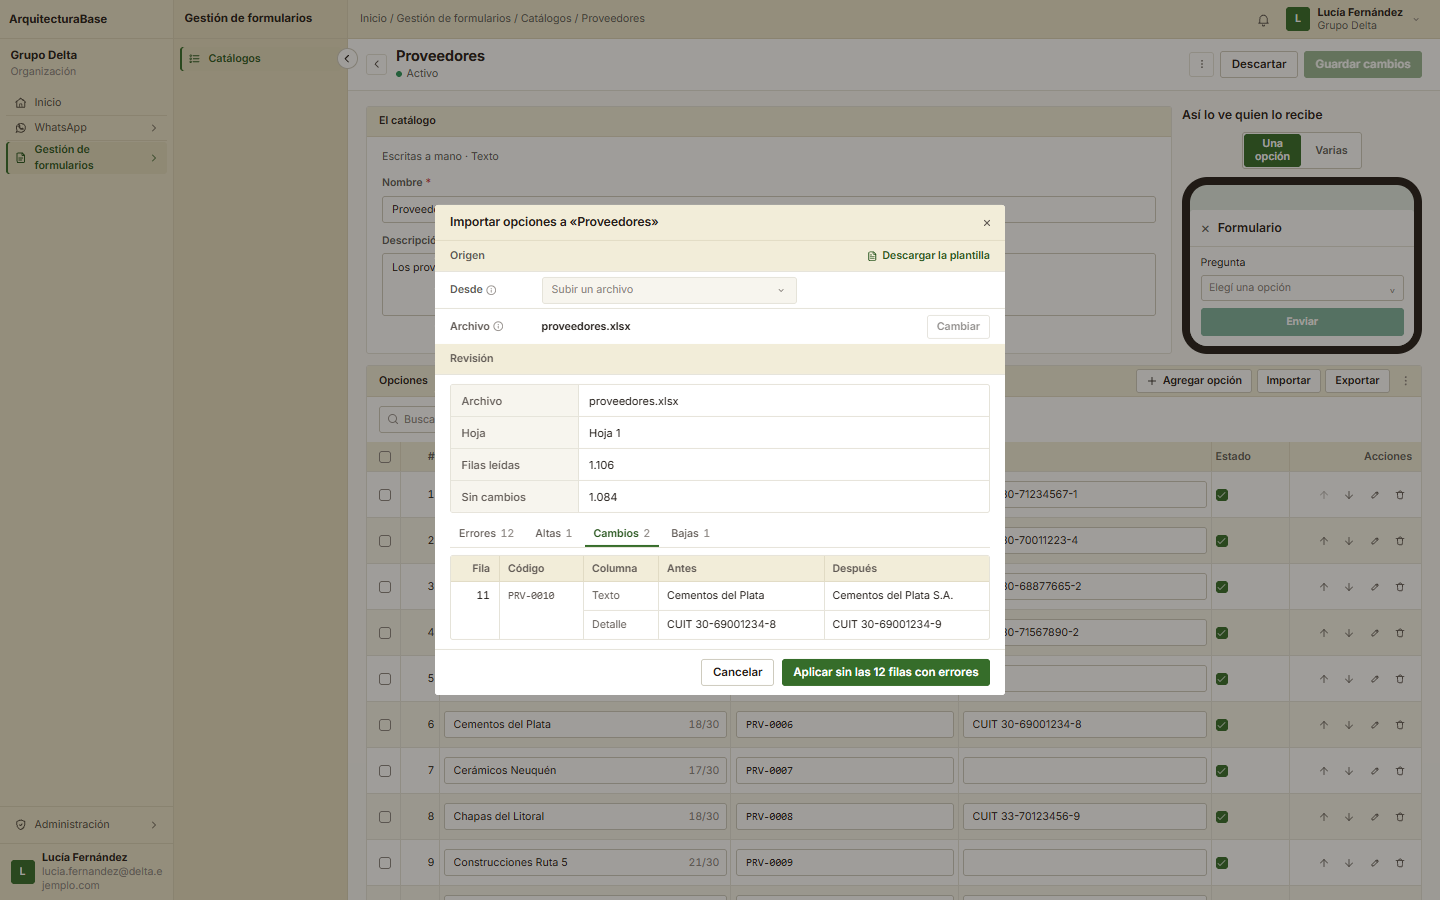 ArquitecturaBase
Gestión de formularios
Inicio / Gestión de formularios / Catálogos / Proveedores
L
Lucía Fernández
Grupo Delta
Grupo Delta
Organización
Inicio
WhatsApp
Gestión de
formularios
Catálogos
Proveedores
Activo
Descartar
Guardar cambios
El catálogo
Escritas a mano · Texto
Nombre *
Proveed
Descripció
Los prov
Así lo ve quien lo recibe
Una
opción
Varias
Formulario
Pregunta
Elegí una opción
Enviar
Opciones
Agregar opción
Importar
Exportar
Busca
#
Estado
Acciones
1
30-71234567-1
2
30-70011223-4
3
30-68877665-2
4
30-71567890-2
5
6
Cementos del Plata
18/30
PRV-0006
CUIT 30-69001234-8
7
Cerámicos Neuquén
17/30
PRV-0007
8
Chapas del Litoral
18/30
PRV-0008
CUIT 33-70123456-9
9
Construcciones Ruta 5
21/30
PRV-0009
Importar opciones a «Proveedores»
Origen
Descargar la plantilla
Desde
Subir un archivo
Archivo
proveedores.xlsx
Cambiar
Revisión
Archivo
proveedores.xlsx
Hoja
Hoja 1
Filas leídas
1.106
Sin cambios
1.084
Errores 12
Altas 1
Cambios 2
Bajas 1
Fila
Código
Columna
Antes
Después
11
PRV-0010
Texto
Cementos del Plata
Cementos del Plata S.A.
Detalle
CUIT 30-69001234-8
CUIT 30-69001234-9
Cancelar
Aplicar sin las 12 filas con errores
Administración
L
Lucía Fernández
lucia.fernandez@delta.e
jemplo.com